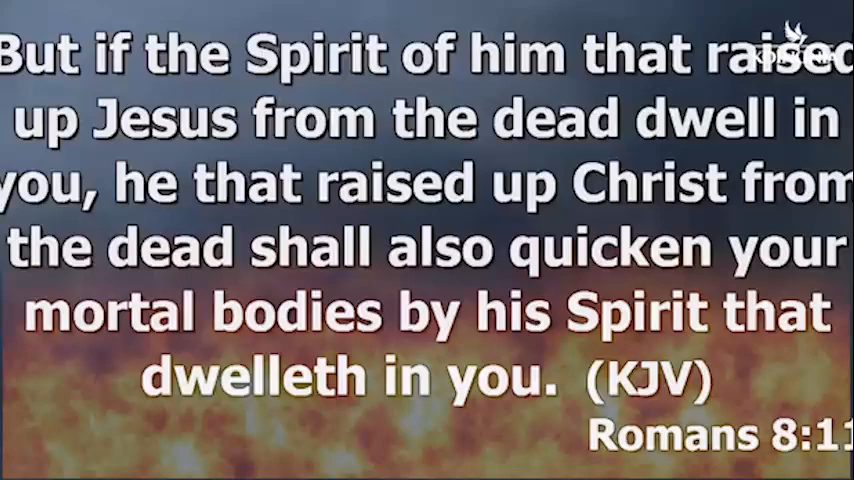 But if the Spirit of him that raised
up Jesus from the dead dwell in
you, he that raised up Christ from
the dead shall also quicken your
mortal bodies by his Spirit that
dwelleth in you. (KJV)
Romans 8:11